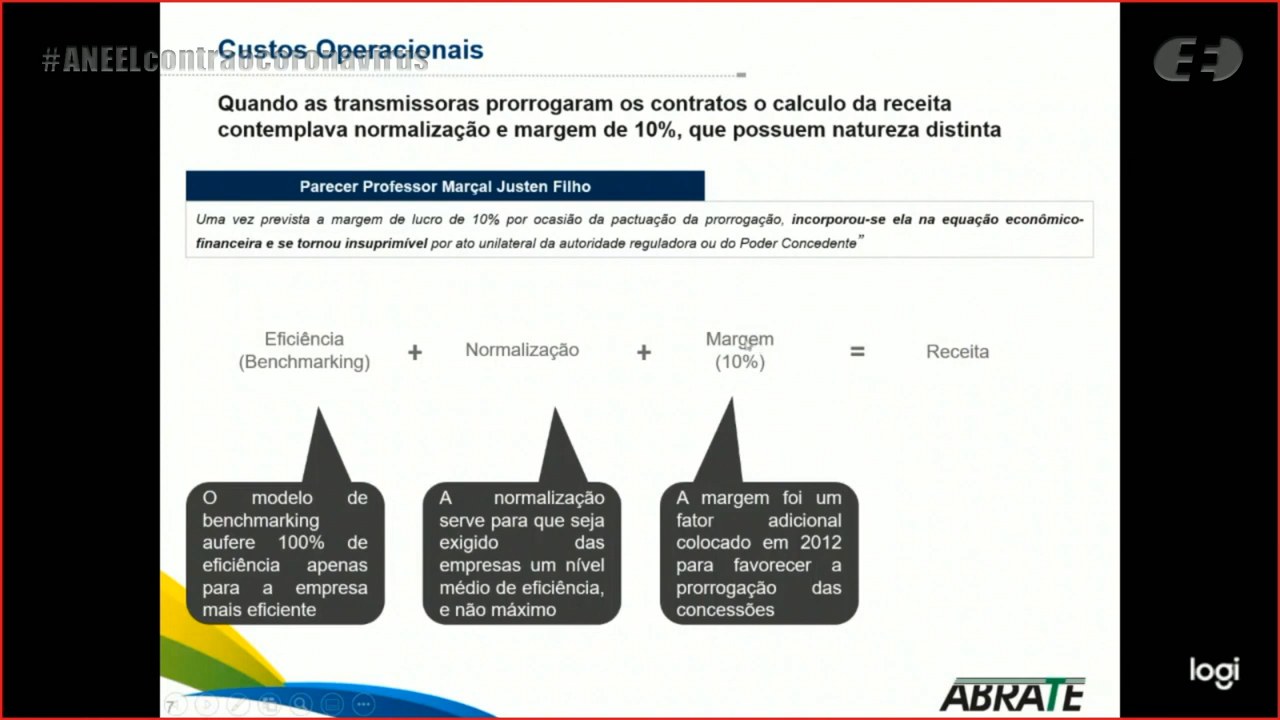 #ANEELcontraocoronavirus
Custos Operacionais
Quando as transmissoras prorrogaram os contratos o calculo da receita
contemplava normalização e margem de 10%, que possuem natureza distinta
Parecer Professor Marçal Justen Filho
Uma vez prevista a margem de lucro de 10% por ocasião da pactuação da prorrogação, incorporou-se ela na equação econômico-
financeira e se tornou insuprimível por ato unilateral da autoridade reguladora ou do Poder Concedente”
Eficiência
(Benchmarking)
+
Normalização
+
Margem
(10%)
=
Receita
O modelo de
benchmarking
aufere 100% de
eficiência apenas
para a empresa
mais eficiente
A normalização
serve para que seja
exigido das
empresas um nível
médio de eficiência,
e não máximo
A margem foi um
fator adicional
colocado em 2012
para favorecer a
prorrogação das
concessões
7
ABRATE
logi